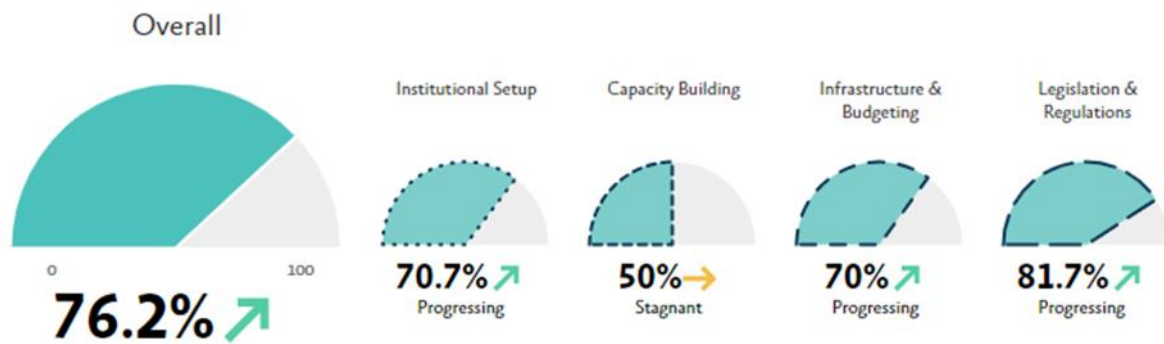 Overall
0
100
76.2%
Institutional Setup
70.7%
Progressing
Capacity Building
50%
Stagnant
Infrastructure &
Budgeting
70%
Progressing
Legislation &
Regulations
81.7%
Progressing